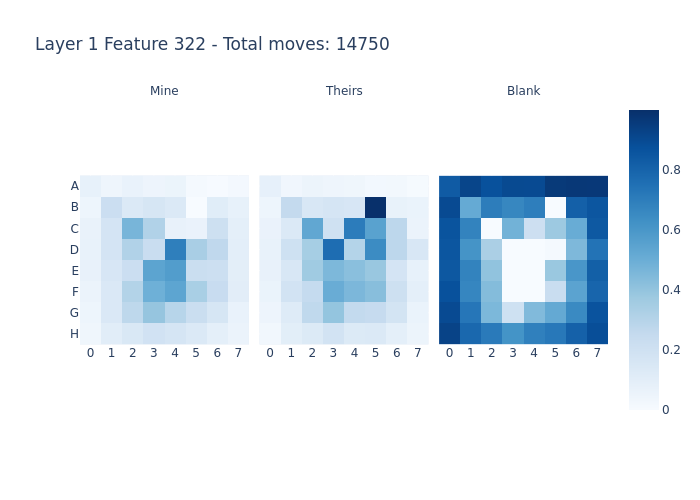 Layer 1 Feature 322 - Total moves: 14750
Mine Theirs Blank
A
B
C
D
E
F
G
H
0 1 2 3 4 5 6 7 0 1 2 3 4 5 6 7 0 1 2 3 4 5 6 7
0.8
0.6
0.4
0.2
0